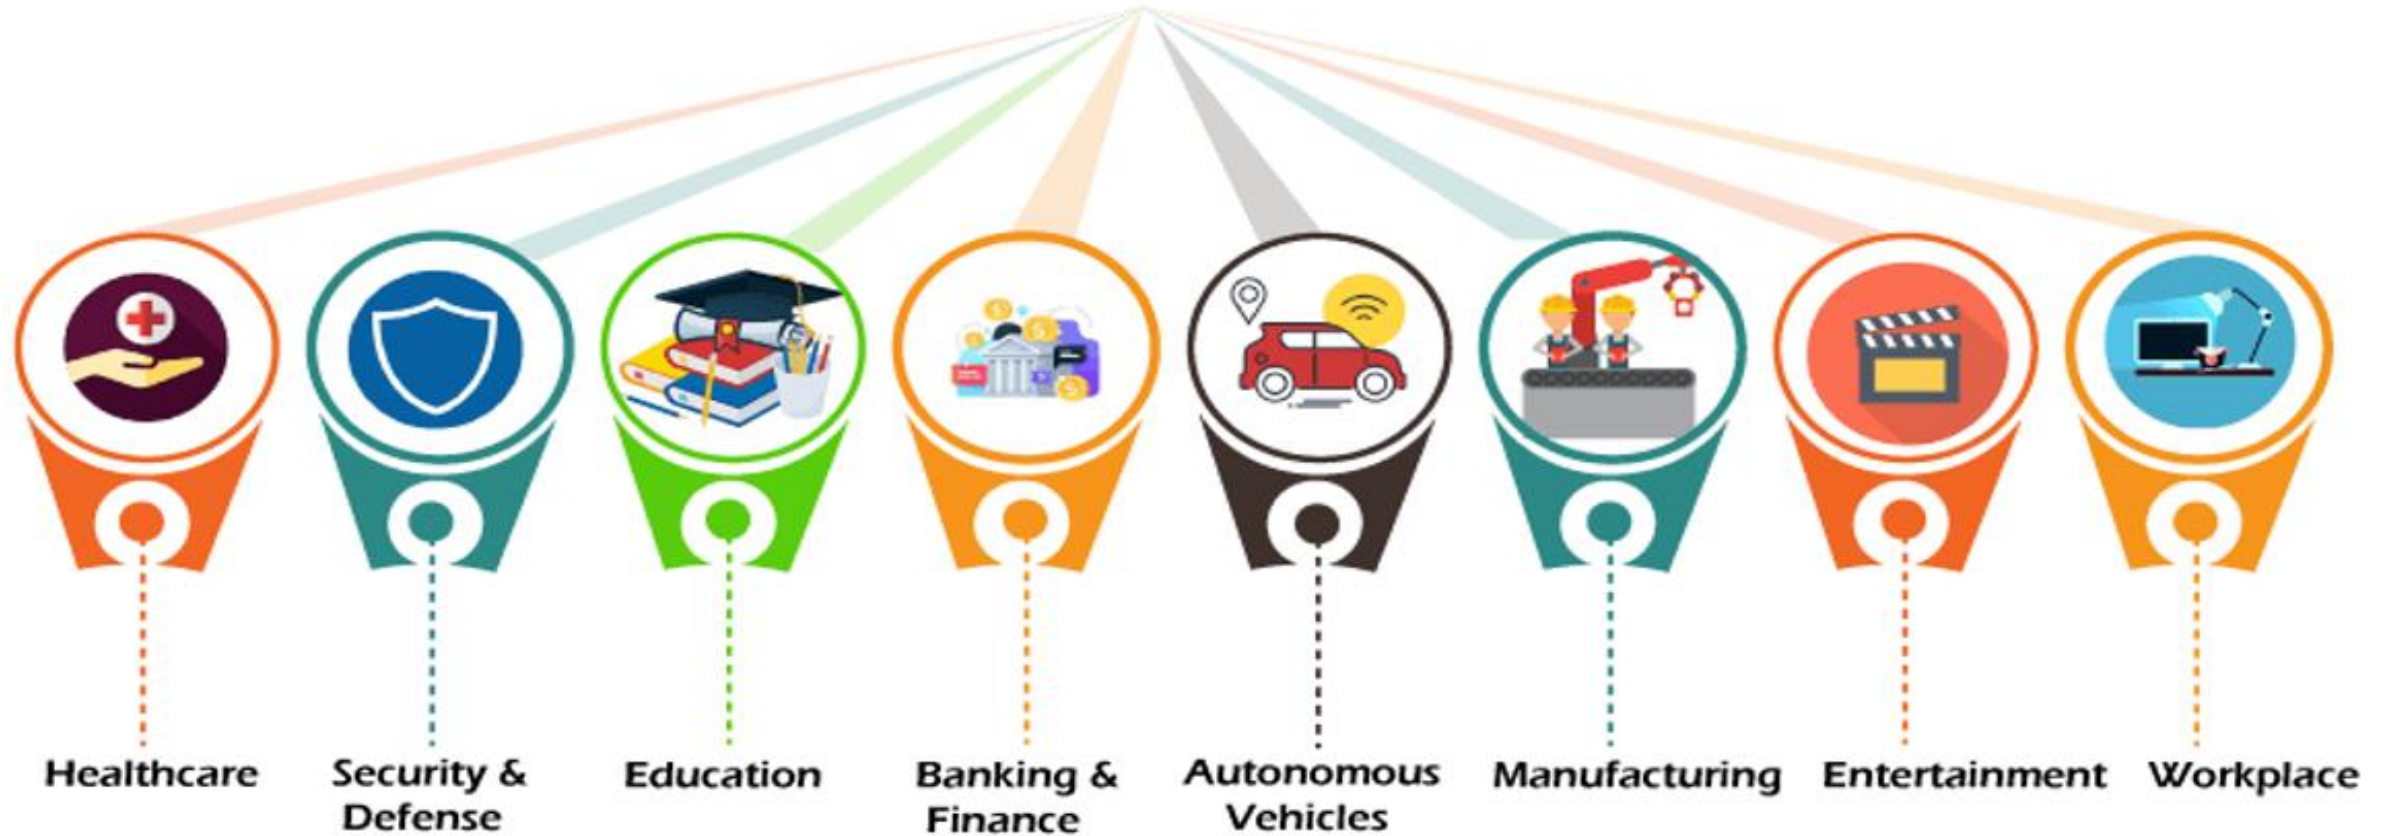 Healthcare
Security &
Defense
Education
Banking &
Finance
Autonomous
Vehicles
Manufacturing
Entertainment
Workplace